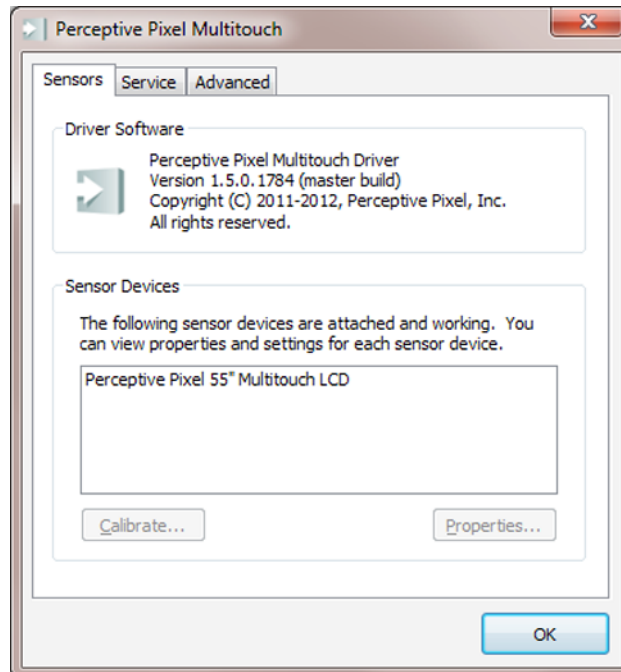 Perceptive Pixel Multitouch
Sensors Service Advanced
Driver Software
Perceptive Pixel Multitouch Driver
Version 1.5.0.1784 (master build)
Copyright (C) 2011-2012, Perceptive Pixel, Inc.
All rights reserved.
Sensor Devices
The following sensor devices are attached and working. You
can view properties and settings for each sensor device.
Perceptive Pixel 55" Multitouch LCD
Calibrate... Properties...
OK